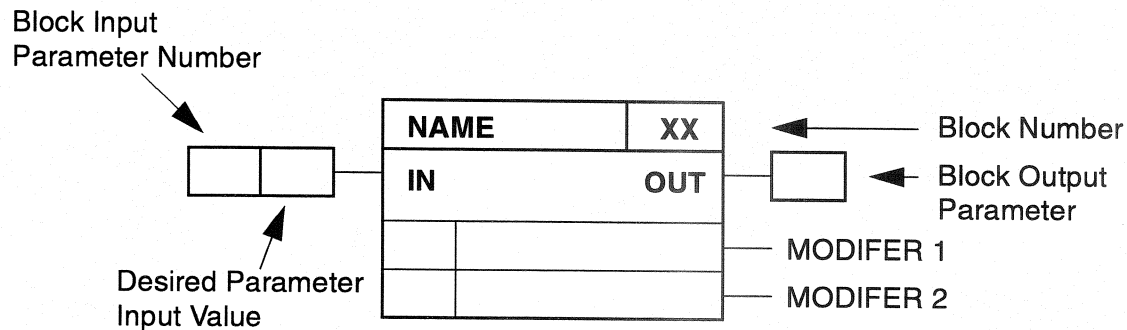 Block Input
Parameter Number
NAME
XX
Block Number
IN
OUT
Block Output
Parameter
MODIFER 1
Desired Parameter
Input Value
MODIFER 2